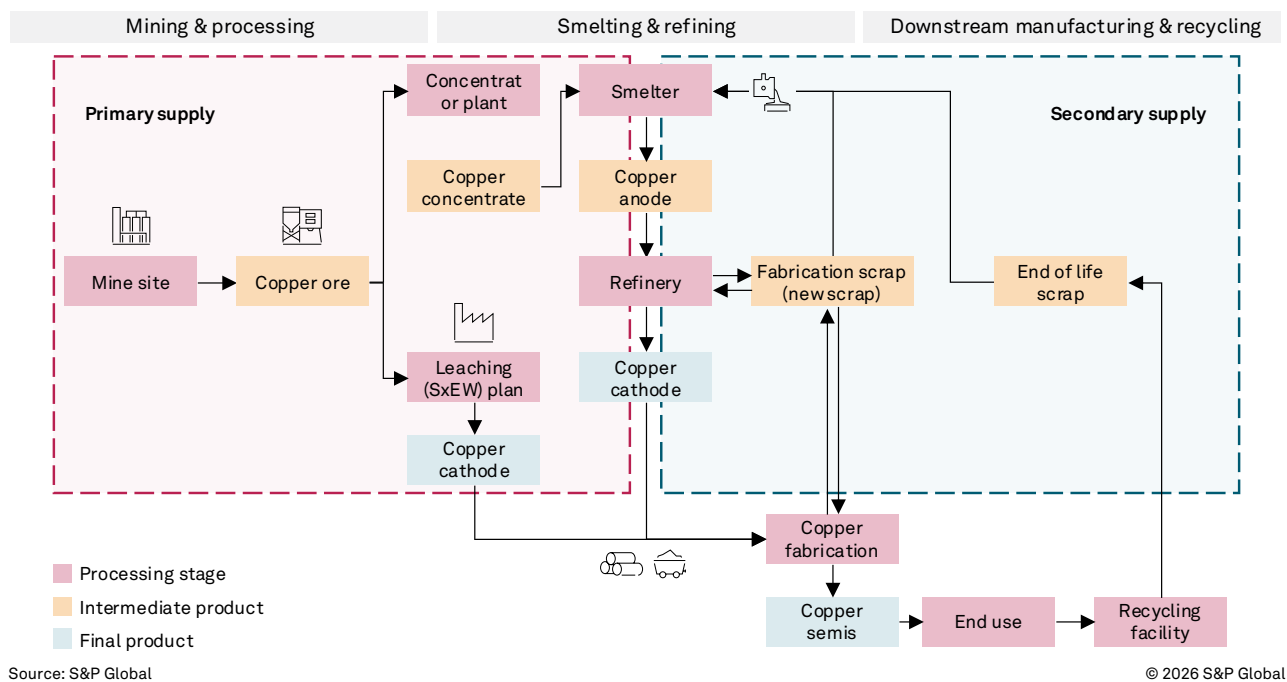 Mining & processing
Smelting & refining
Downstream manufacturing & recycling
Primary supply
Concentrat
or plant
Smelter
Secondary supply
Copper
concentrate
Copper
anode
Mine site
Copper ore
Refinery
Fabrication scrap
(new scrap)
End of life
scrap
Leaching
(SxEW) plan
Copper
cathode
Copper
cathode
Copper
fabrication
Processing stage
Intermediate product
Final product
Copper
semis
End use
Recycling
facility
Source: S&P Global
© 2026 S&P Global